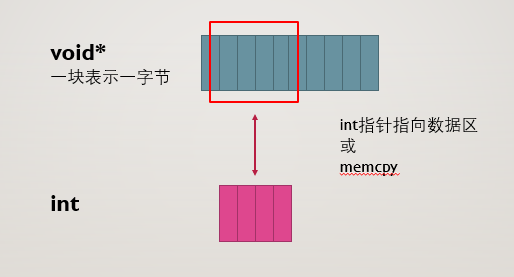 void*
一块表示一字节
int指针指向数据区
或
memcpy
int